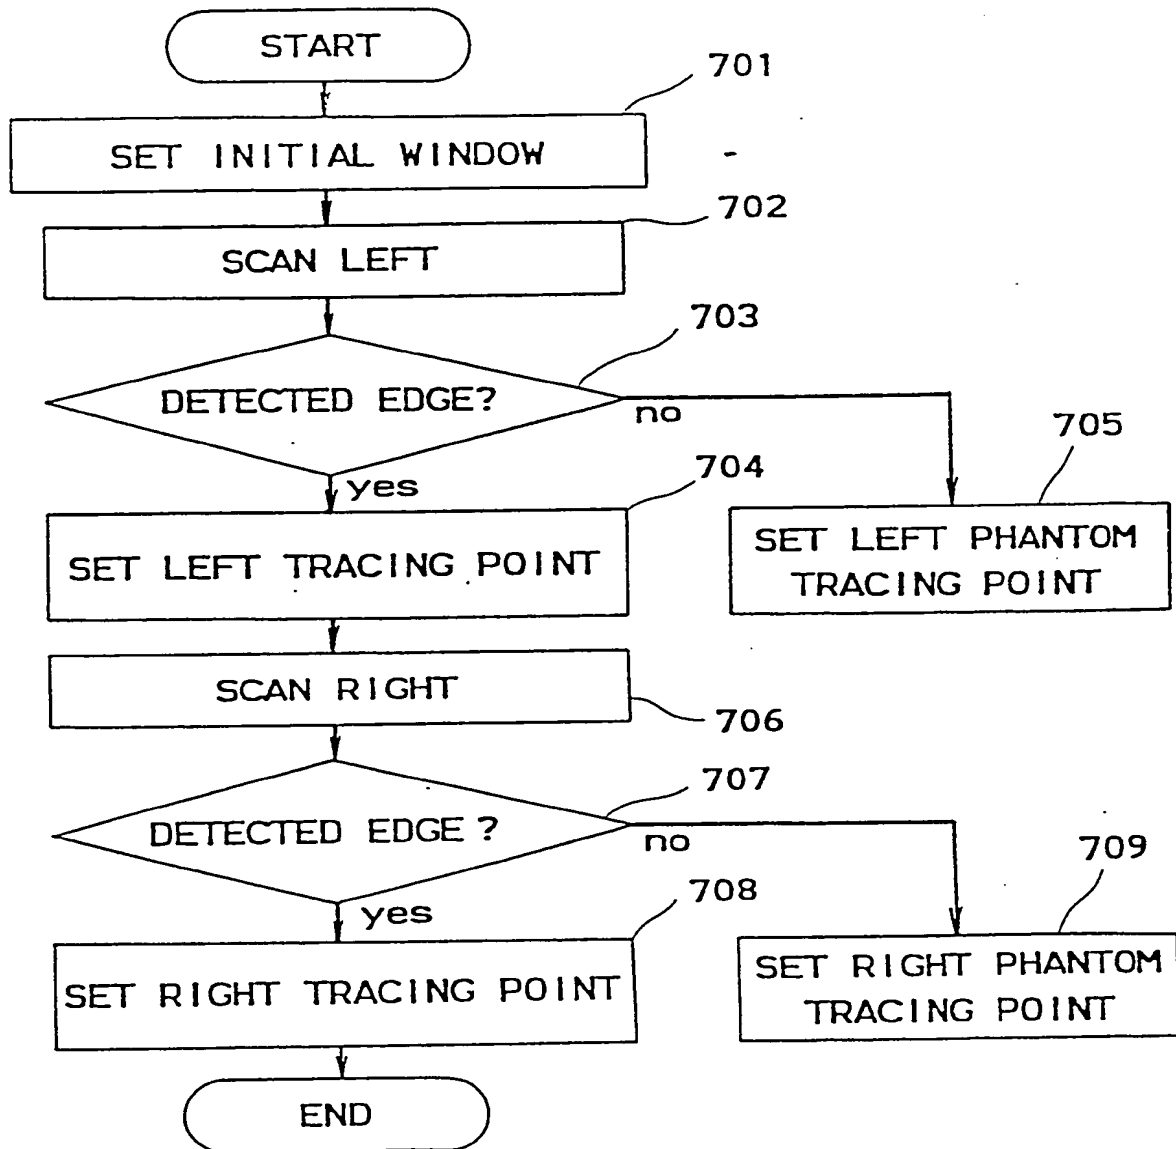 START
701
SET INITIAL WINDOW
702
SCAN LEFT
703
DETECTED EDGE?
no
yes
704
705
SET LEFT TRACING POINT
SET LEFT PHANTOM
TRACING POINT
SCAN RIGHT
706
707
DETECTED EDGE ?
no
yes
708
709
SET RIGHT TRACING POINT
SET RIGHT PHANTOM
TRACING POINT
END